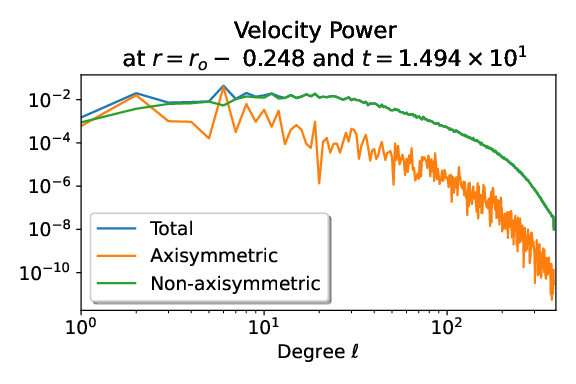 Velocity Power
at r = r_o − 0.248 and t = 1.494 × 10^1
10^−2
10^−4
10^−6
10^−8
10^−10
Total
Axisymmetric
Non-axisymmetric
10^0 10^1 10^2
Degree ℓ